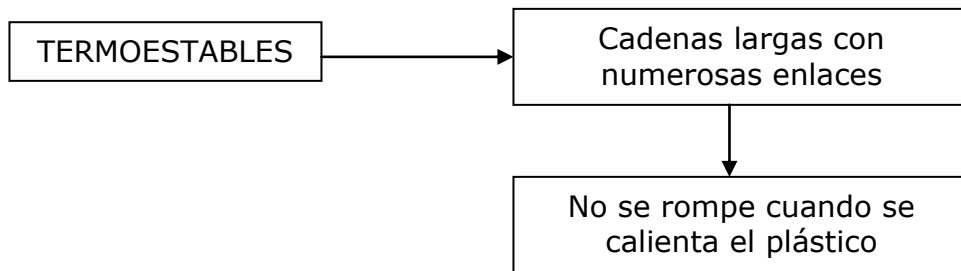 TERMOESTABLES
Cadenas largas con
numerosas enlaces
No se rompe cuando se
calienta el plástico